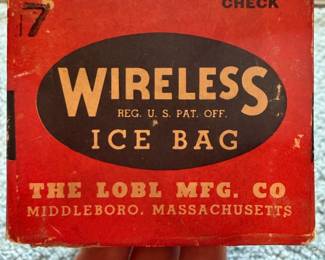 CHECK
17
WIRELESS
REG. U. S. PAT. OFF.
ICE BAG
THE LOBL MFG. CO
MIDDLEBORO, MASSACHUSETTS